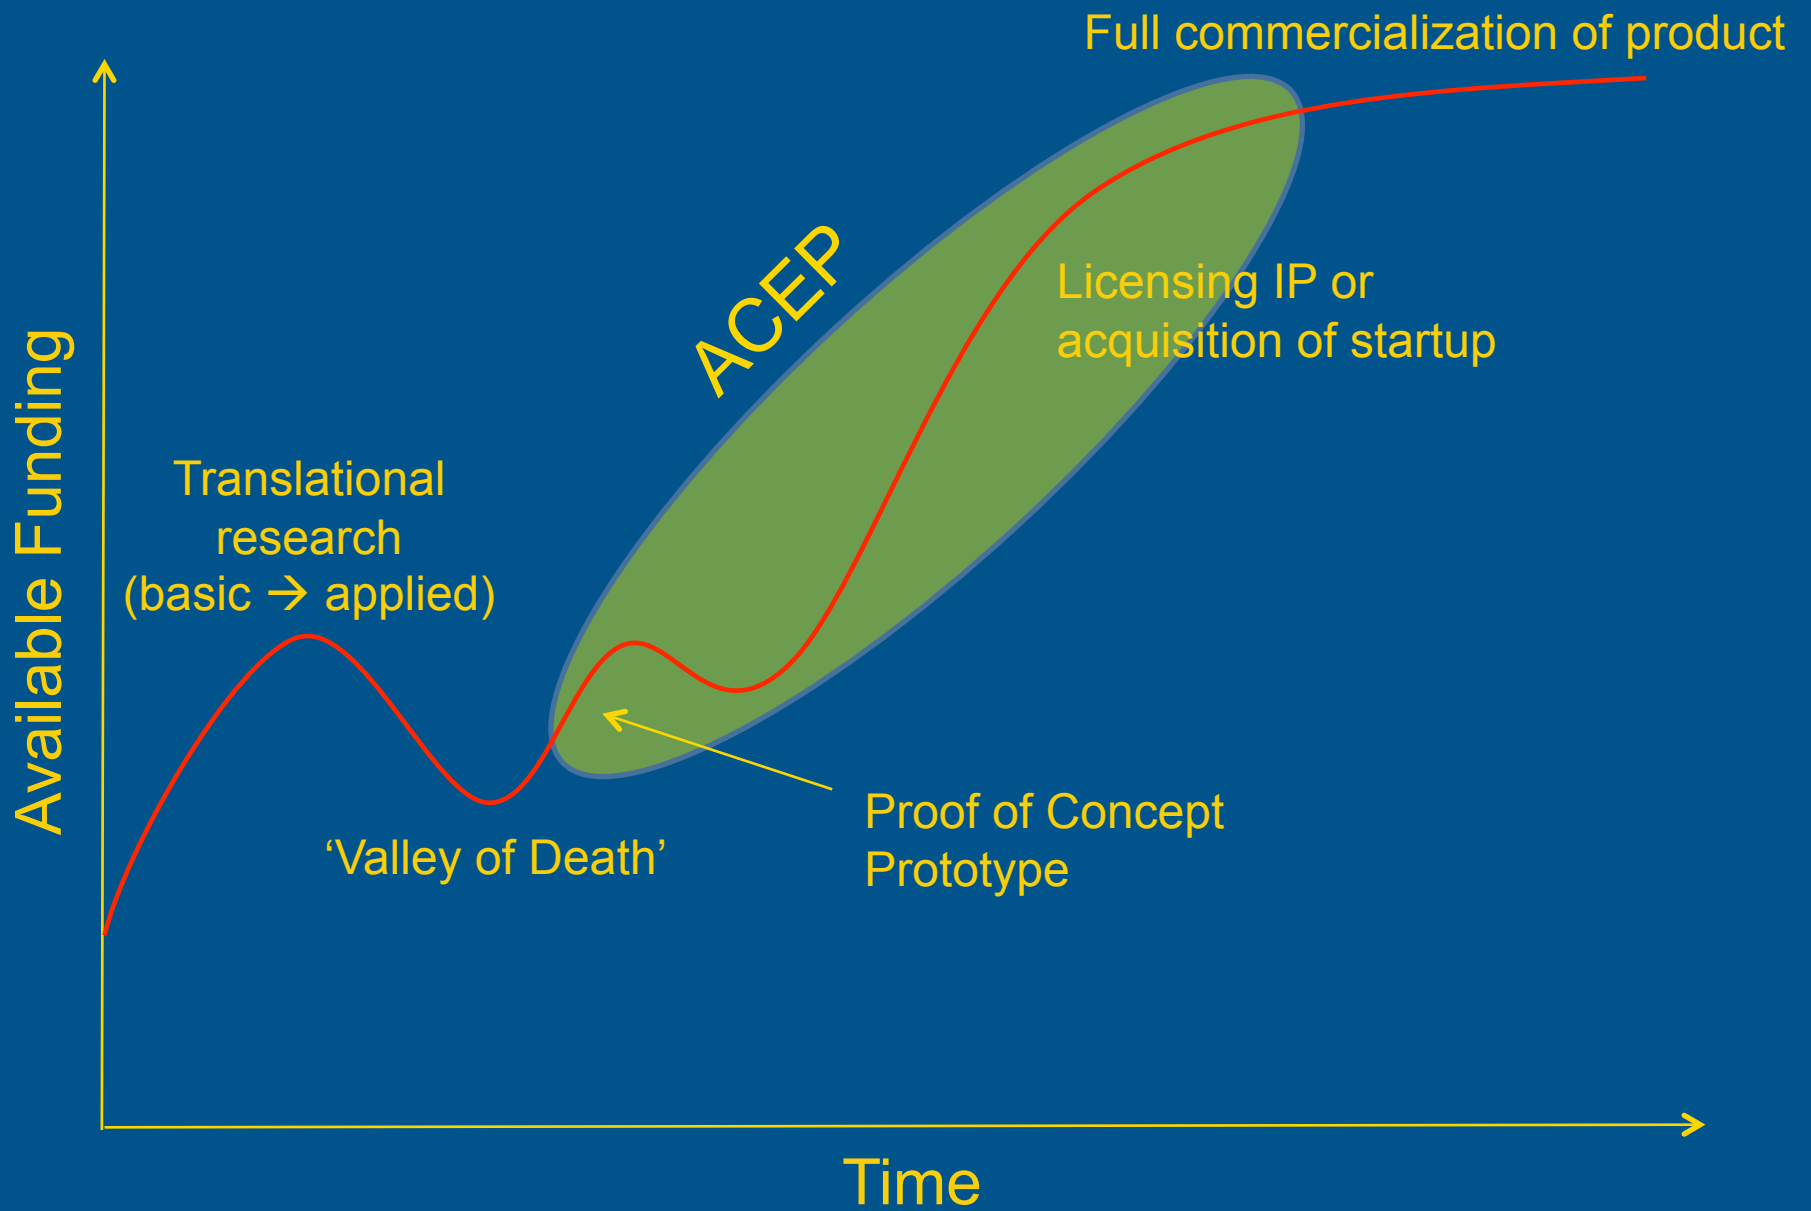 Full commercialization of product
ACEP
Licensing IP or
acquisition of startup
Available Funding
Translational
research
(basic → applied)
‘Valley of Death’
Proof of Concept
Prototype
Time